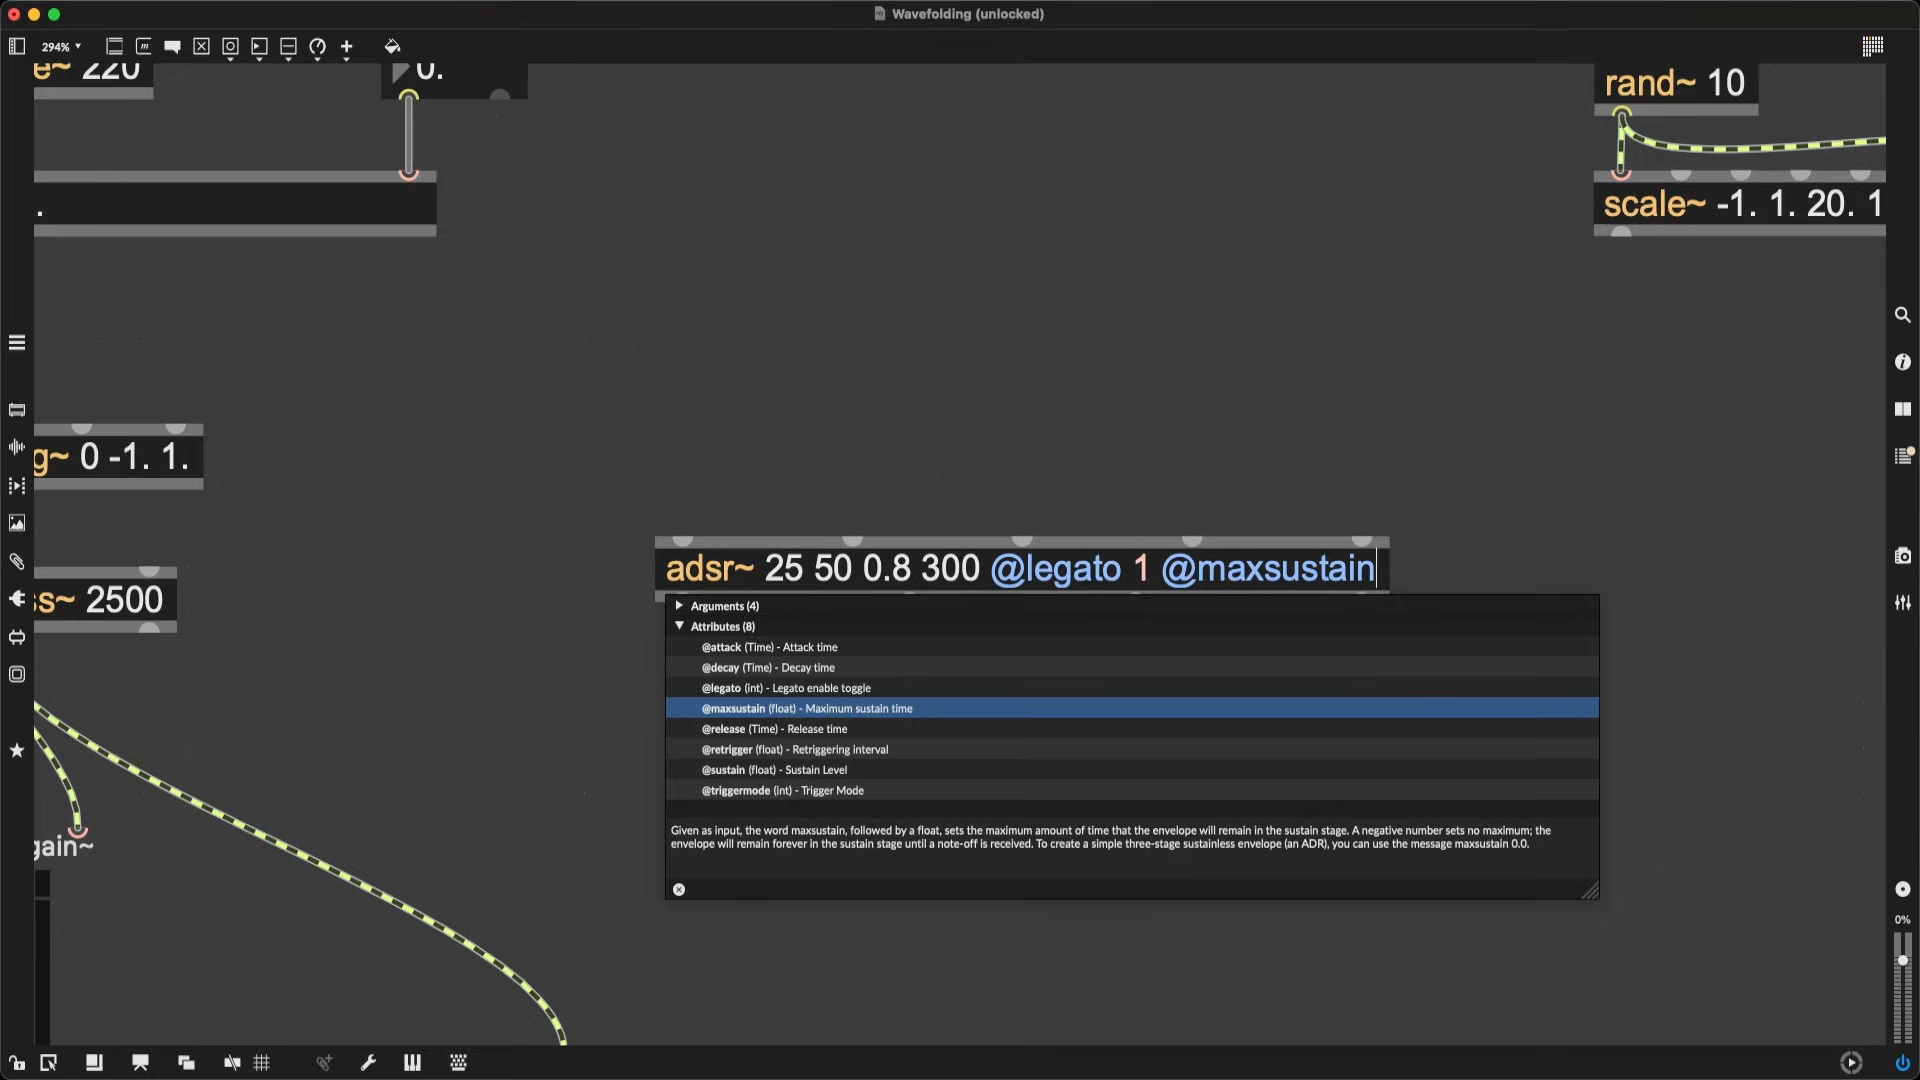 Wavefolding (unlocked)
294%
e~ 220
0.
rand~ 10
.
scale~ -1. 1. 20. 1
g~ 0 -1. 1.
adsr~ 25 50 0.8 300 @legato 1 @maxsustain
ss~ 2500
Arguments (4)
Attributes (8)
@attack (Time) - Attack time
@decay (Time) - Decay time
@legato (int) - Legato enable toggle
@maxsustain (float) - Maximum sustain time
@release (Time) - Release time
@retrigger (float) - Retriggering interval
@sustain (float) - Sustain Level
@triggermode (int) - Trigger Mode
Given as input, the word maxsustain, followed by a float, sets the maximum amount of time that the envelope will remain in the sustain stage. A negative number sets no maximum; the
envelope will remain forever in the sustain stage until a note-off is received. To create a simple three-stage sustainless envelope (an ADR), you can use the message maxsustain 0.0.
gain~
0%